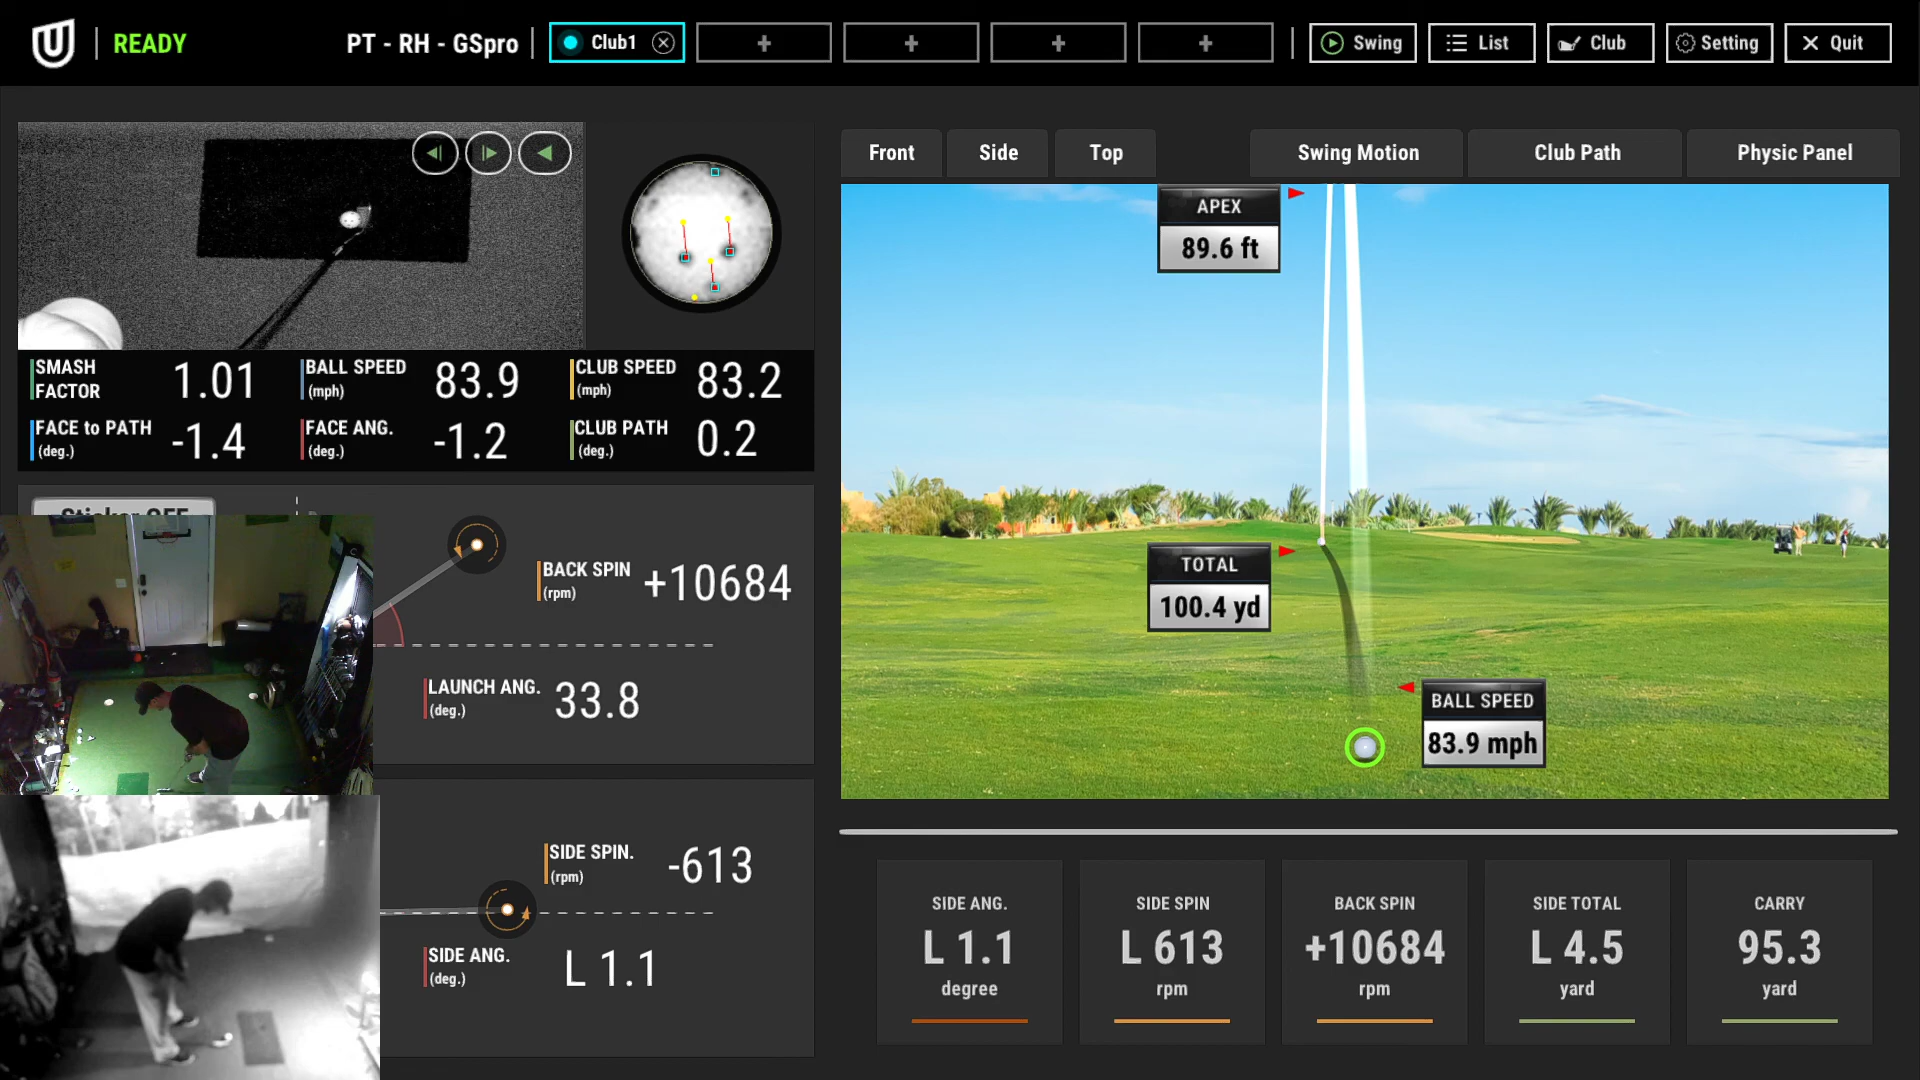 READY
PT - RH - GSpro
Club1
Swing
List
Club
Setting
Quit
SMASH FACTOR 1.01
BALL SPEED (mph) 83.9
CLUB SPEED (mph) 83.2
FACE to PATH (deg.) -1.4
FACE ANG. (deg.) -1.2
CLUB PATH (deg.) 0.2
BACK SPIN (rpm) +10684
LAUNCH ANG. (deg.) 33.8
SIDE SPIN. (rpm) -613
SIDE ANG. (deg.) L 1.1
Front
Side
Top
Swing Motion
Club Path
Physic Panel
APEX
89.6 ft
TOTAL
100.4 yd
BALL SPEED
83.9 mph
SIDE ANG.
L 1.1
degree
SIDE SPIN
L 613
rpm
BACK SPIN
+10684
rpm
SIDE TOTAL
L 4.5
yard
CARRY
95.3
yard